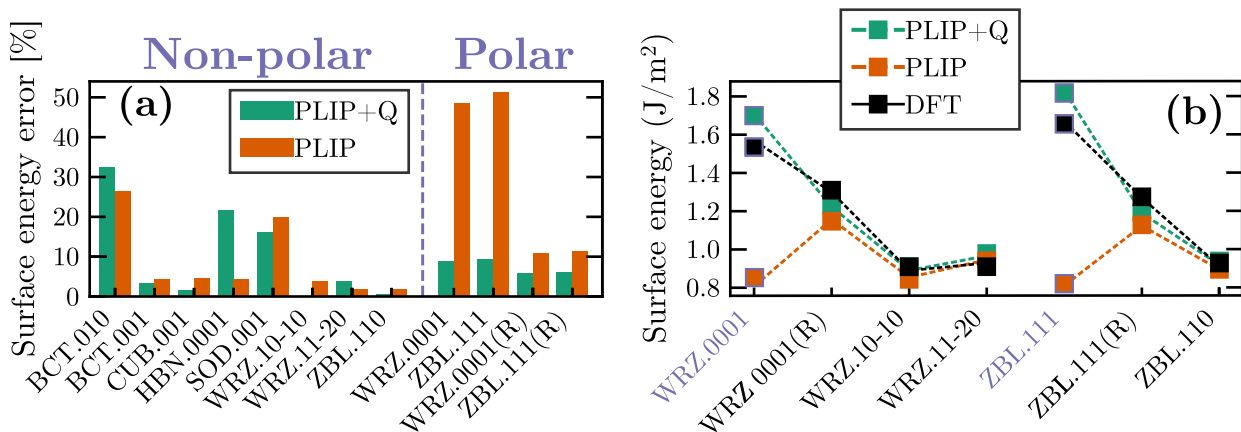 Non-polar Polar
(a)
Surface energy error [%]
50
40
30
20
10
0
PLIP+Q
PLIP
BCT.010
BCT.001
CUB.001
HBN.0001
SOD.001
WRZ.10-10
WRZ.11-20
ZBL.110
WRZ.0001
ZBL.111
WRZ.0001(R)
ZBL.111(R)
PLIP+Q
PLIP
DFT
(b)
Surface energy (J/m²)
1.8
1.6
1.4
1.2
1.0
0.8
WRZ.0001
WRZ 0001(R)
WRZ.10-10
WRZ.11-20
ZBL.111
ZBL.111(R)
ZBL.110